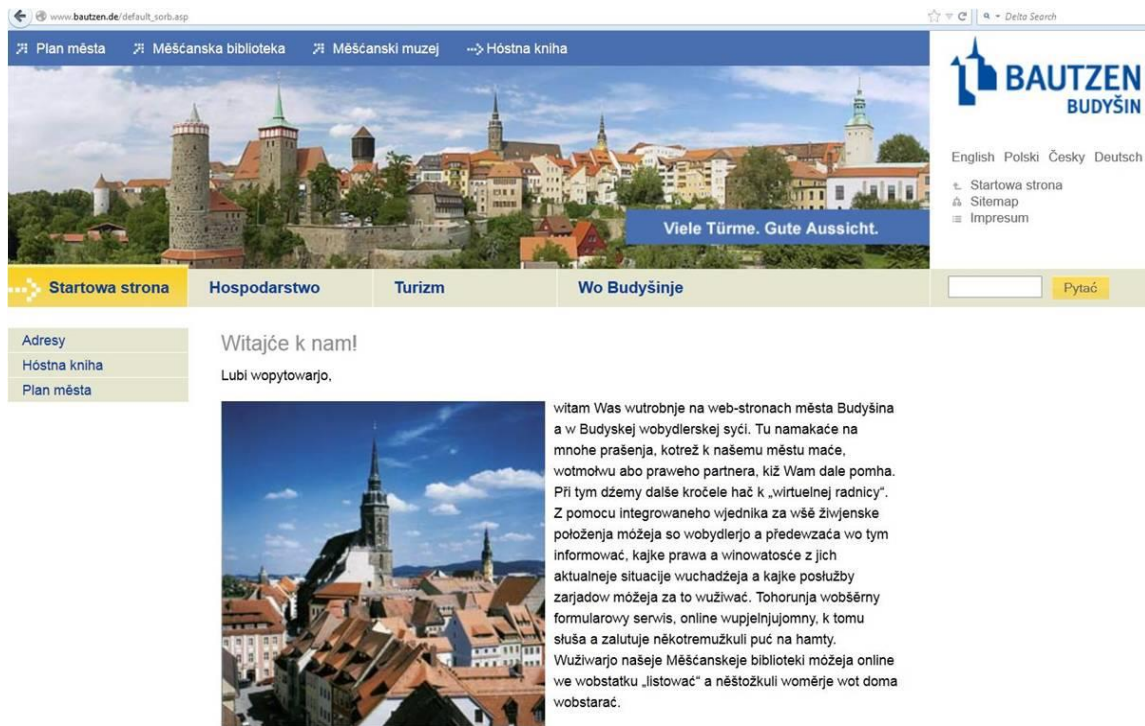 www.bautzen.de/default_sorb.asp
Delta Search
Plan města
Měšćanska biblioteka
Měšćanski muzej
Hóstna kniha
BAUTZEN
BUDYŠIN
English Polski Česky Deutsch
Startowa strona
Sitemap
Impresum
Viele Türme. Gute Aussicht.
Startowa strona
Hospodarstwo
Turizm
Wo Budyšinje
Pytać
Adresy
Hóstna kniha
Plan města
Witajće k nam!
Lubi wopytowarjo,
witam Was wutrobnje na web-stronach města Budyšina
a w Budyskej wobydlerskej syći. Tu namakaće na
mnohe prašenja, kotrež k našemu městu maće,
wotmołwu abo praweho partnera, kiž Wam dale pomha.
Při tym dźemy dalše kročele hač k „wirtuelnej radnicy“.
Z pomocu integrowaneho wjednika za wšě žiwjenske
położenja móžeja so wobydlerjo a předewzaća wo tym
informować, kajke prawa a winowatosće z jich
aktualneje situacije wuchadźeja a kajke posłužby
zarjadow móžeja za to wužiwać. Tohorunja wobšěrny
formularowy serwis, online wupjelnjujomny, k tomu
słuša a zalutuje někotremužkuli puć na hamty.
Wužiwarjo našeje Měšćanskeje biblioteki móžeja online
we wobstatku „listować“ a něštožkuli woměrje wot doma
wobstarać.